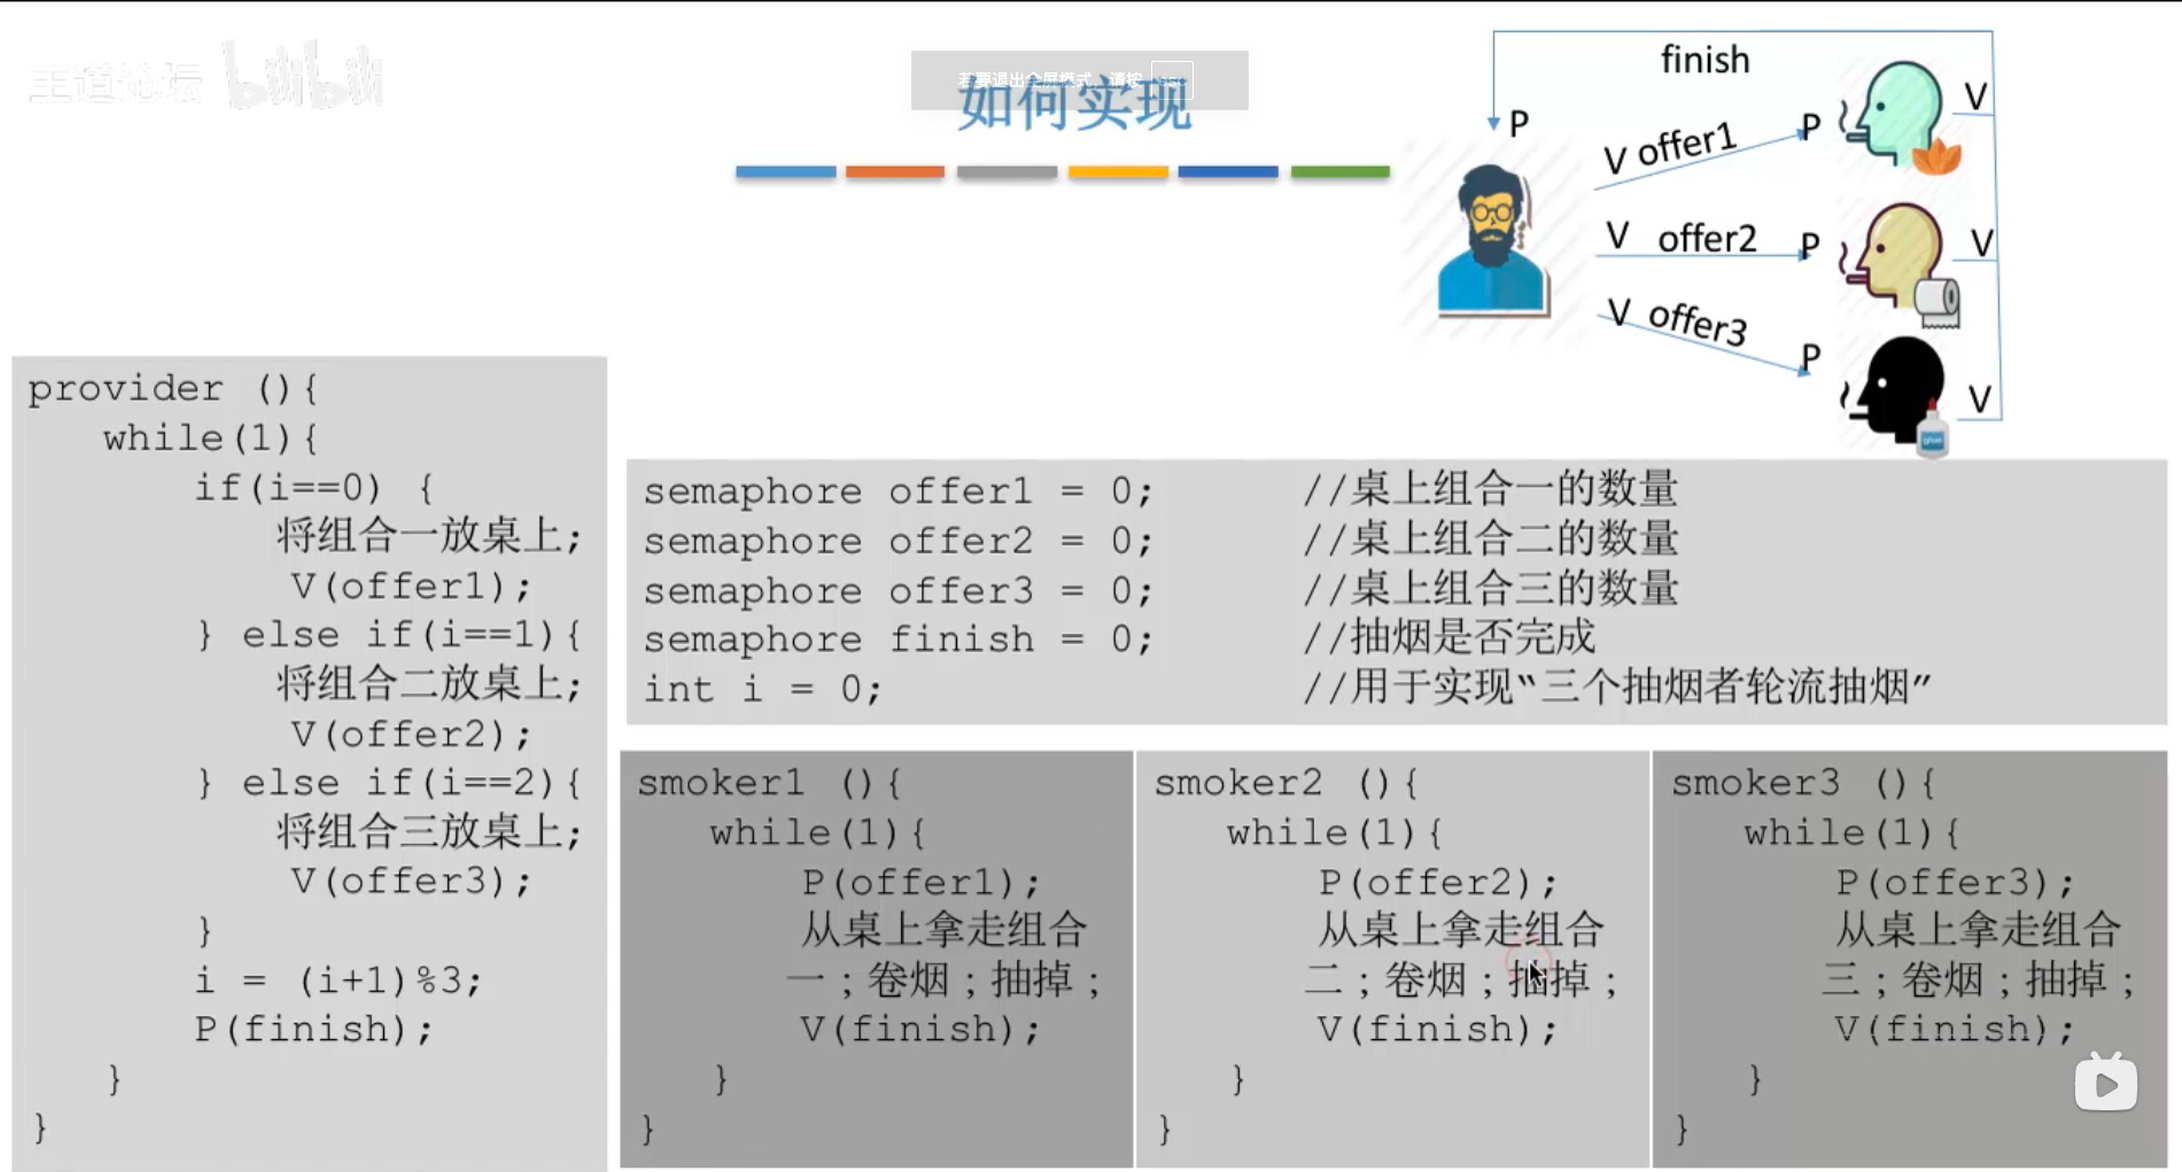 王道论坛 bilibili
若要退出全屏模式，请按 esc
如何实现
finish
P
V offer1 P V
V offer2 P V
V offer3 P V
glue
provider (){
while(1){
if(i==0) {
将组合一放桌上;
V(offer1);
} else if(i==1){
将组合二放桌上;
V(offer2);
} else if(i==2){
将组合三放桌上;
V(offer3);
}
i = (i+1)%3;
P(finish);
}
}
semaphore offer1 = 0; //桌上组合一的数量
semaphore offer2 = 0; //桌上组合二的数量
semaphore offer3 = 0; //桌上组合三的数量
semaphore finish = 0; //抽烟是否完成
int i = 0; //用于实现“三个抽烟者轮流抽烟”
smoker1 (){
while(1){
P(offer1);
从桌上拿走组合
一；卷烟；抽掉；
V(finish);
}
}
smoker2 (){
while(1){
P(offer2);
从桌上拿走组合
二；卷烟；抽掉；
V(finish);
}
}
smoker3 (){
while(1){
P(offer3);
从桌上拿走组合
三；卷烟；抽掉；
V(finish);
}
}